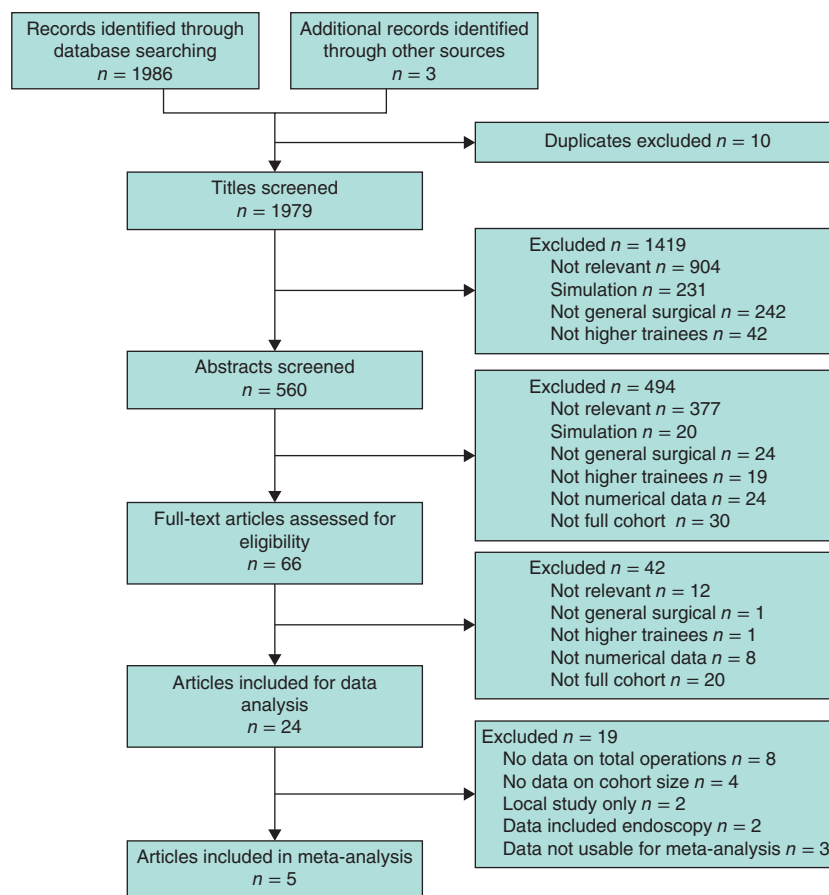 Records identified through
database searching
n = 1986
Additional records identified
through other sources
n = 3
Duplicates excluded n = 10
Titles screened
n = 1979
Excluded n = 1419
Not relevant n = 904
Simulation n = 231
Not general surgical n = 242
Not higher trainees n = 42
Abstracts screened
n = 560
Excluded n = 494
Not relevant n = 377
Simulation n = 20
Not general surgical n = 24
Not higher trainees n = 19
Not numerical data n = 24
Not full cohort n = 30
Full-text articles assessed for
eligibility
n = 66
Excluded n = 42
Not relevant n = 12
Not general surgical n = 1
Not higher trainees n = 1
Not numerical data n = 8
Not full cohort n = 20
Articles included for data
analysis
n = 24
Excluded n = 19
No data on total operations n = 8
No data on cohort size n = 4
Local study only n = 2
Data included endoscopy n = 2
Data not usable for meta-analysis n = 3
Articles included in meta-analysis
n = 5